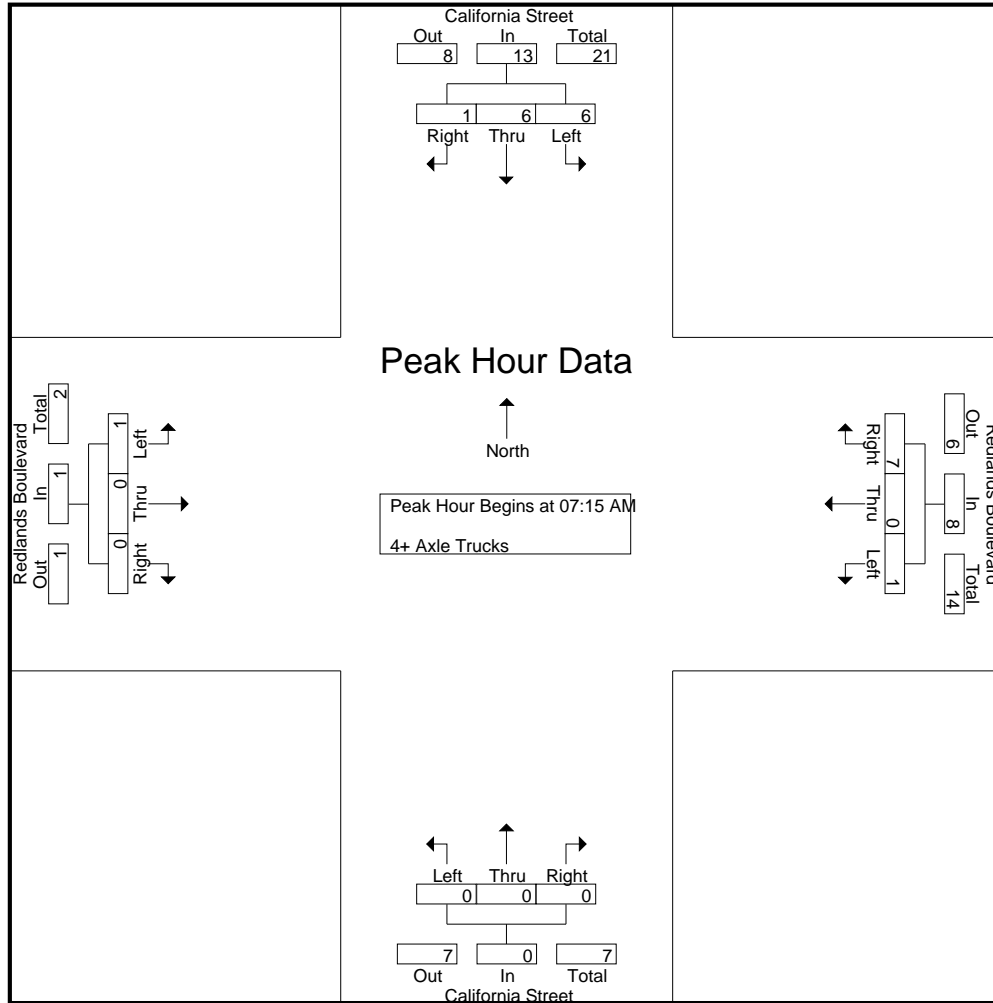 California Street
Out In Total
8 13 21
1 6 6
Right Thru Left
Peak Hour Data
North
Peak Hour Begins at 07:15 AM
4+ Axle Trucks
Redlands Boulevard
Total In Out
2 1 1
1 0 0
Left Thru Right
Redlands Boulevard
Out In Total
6 8 14
7 0 1
Right Thru Left
Left Thru Right
0 0 0
7 0 7
Out In Total
California Street